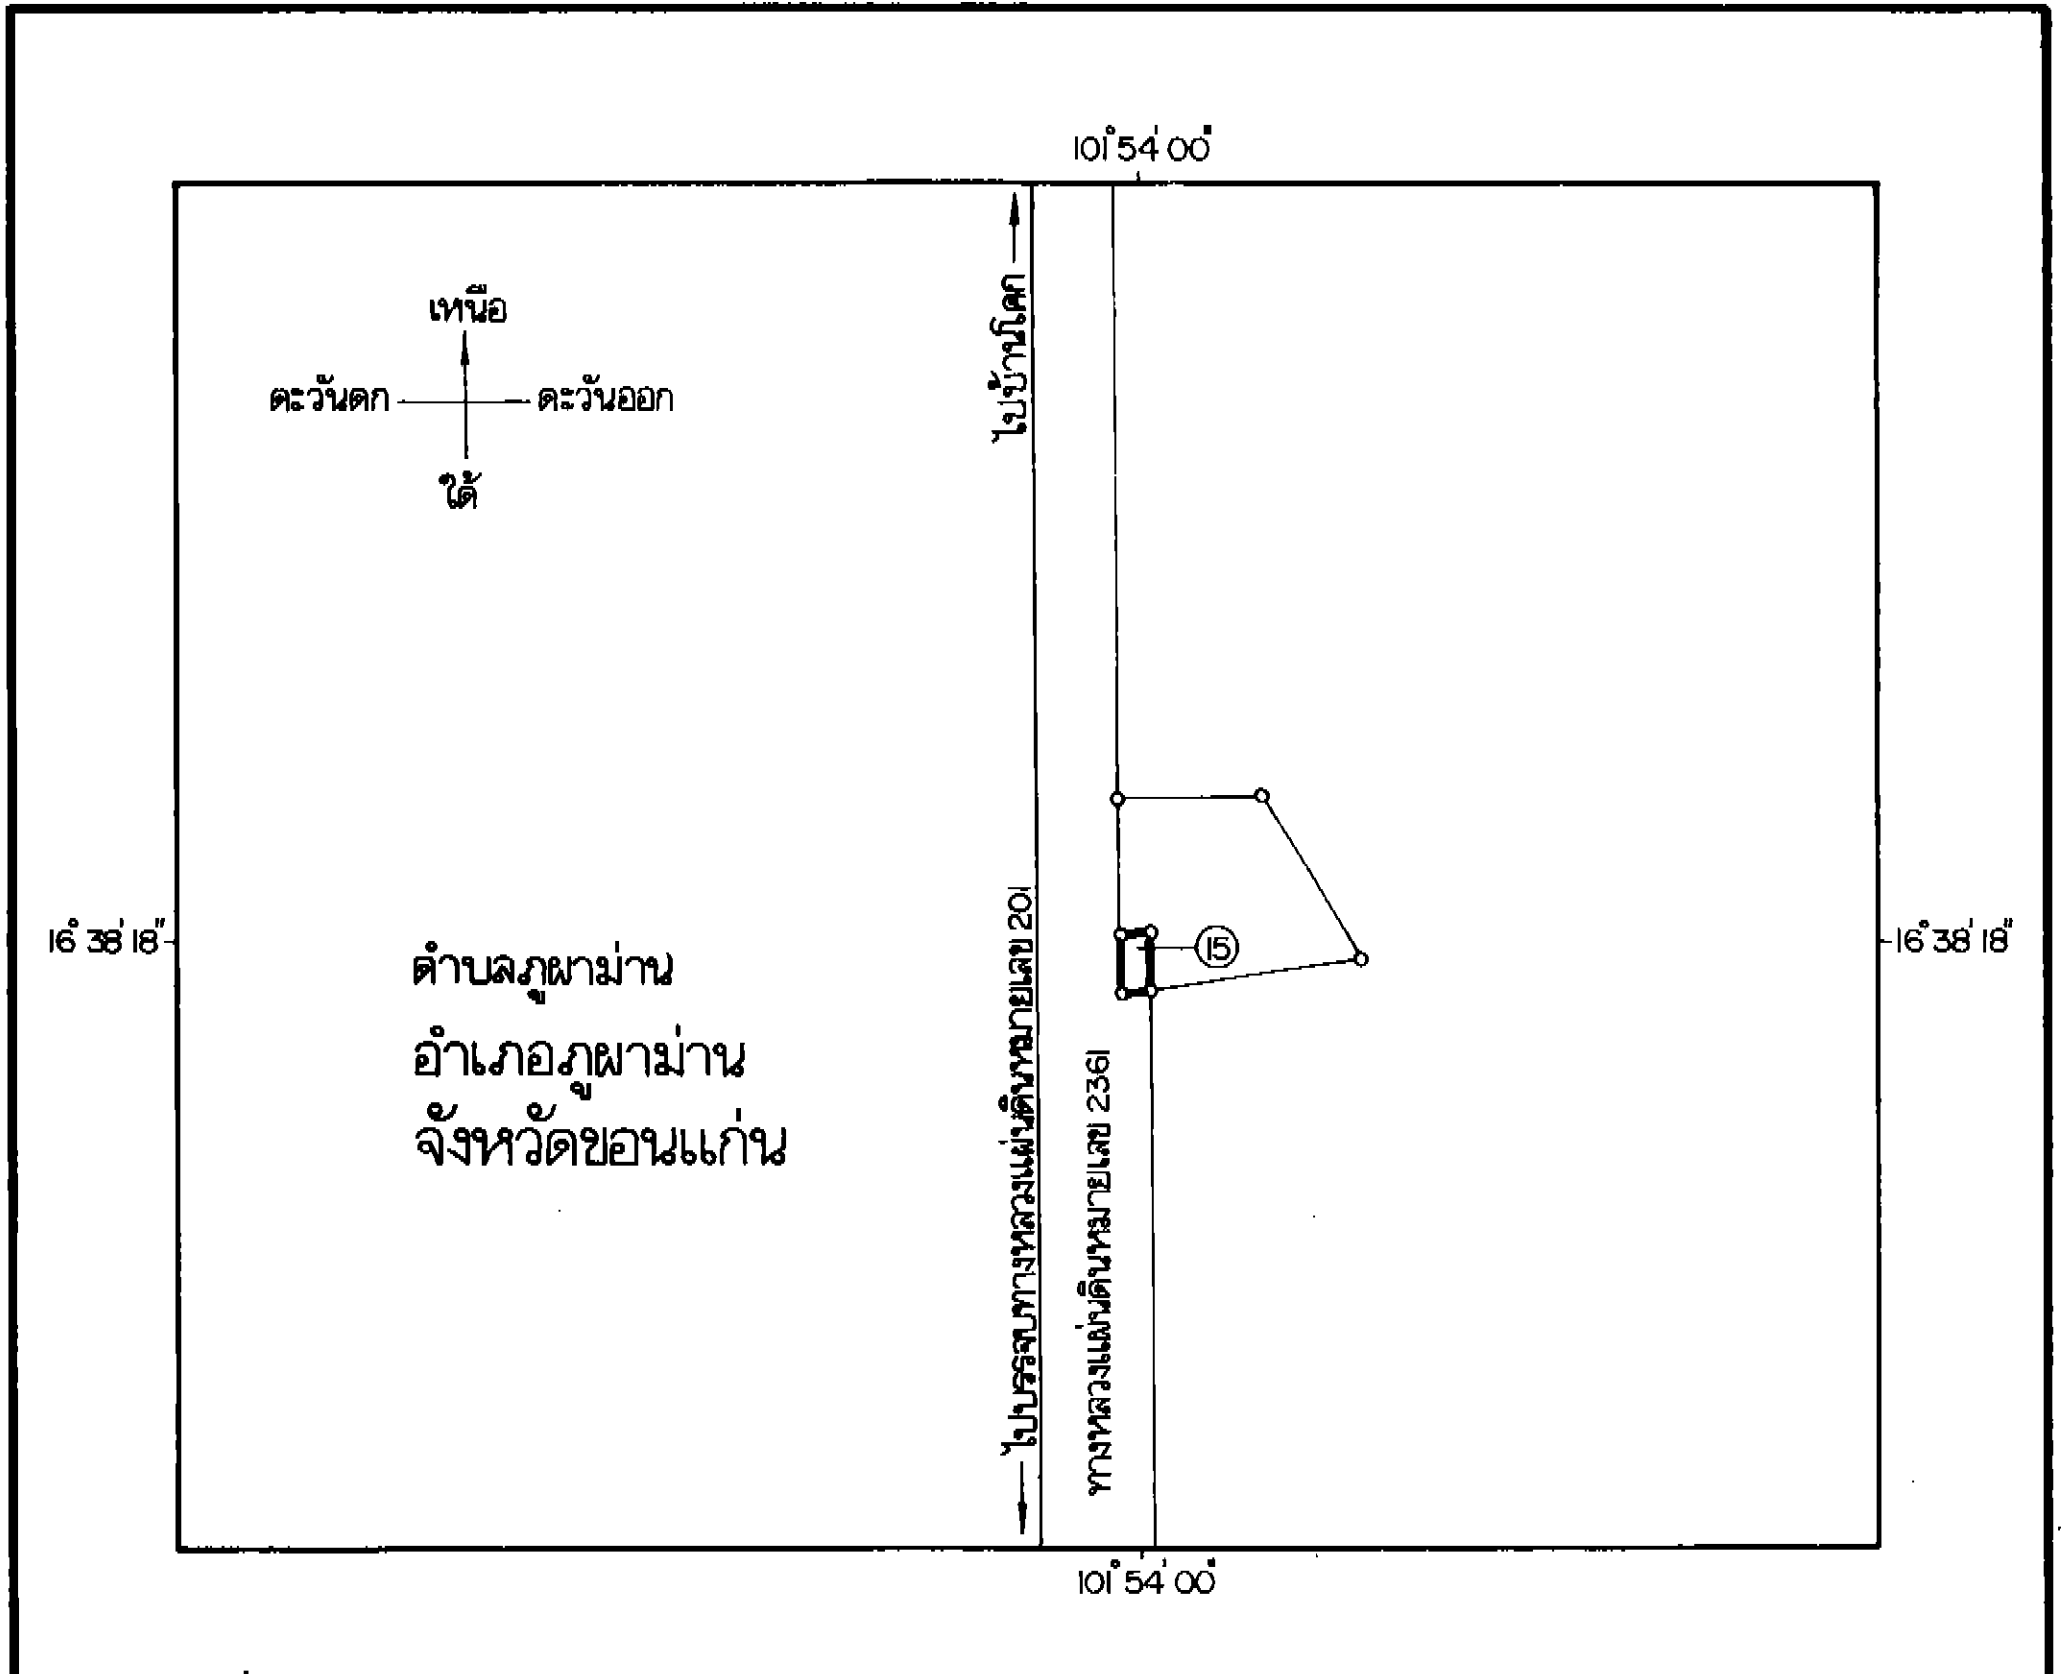 101° 54' 00"
เหนือ
ตะวันตก
ตะวันออก
ใต้
ไปบ้านโคก
16° 38' 18"
16° 38' 18"
15
ตำบลภูผาม่าน
อำเภอภูผาม่าน
จังหวัดขอนแก่น
ไปบรรจบทางหลวงแผ่นดินหมายเลข 201
ทางหลวงแผ่นดินหมายเลข 2361
101° 54' 00"